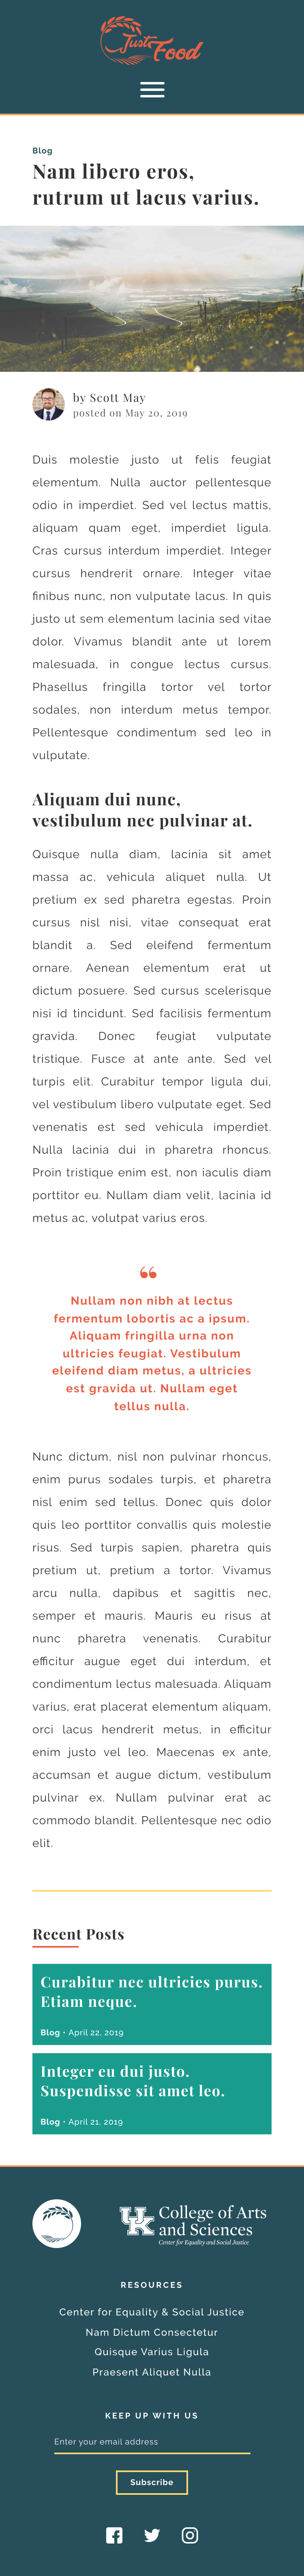 Just
Food
Blog
Nam libero eros,
rutrum ut lacus varius.
by Scott May
posted on May 20, 2019
Duis molestie justo ut felis feugiat
elementum. Nulla auctor pellentesque
odio in imperdiet. Sed vel lectus mattis,
aliquam quam eget, imperdiet ligula.
Cras cursus interdum imperdiet. Integer
cursus hendrerit ornare. Integer vitae
finibus nunc, non vulputate lacus. In quis
justo ut sem elementum lacinia sed vitae
dolor. Vivamus blandit ante ut lorem
malesuada, in congue lectus cursus.
Phasellus fringilla tortor vel tortor
sodales, non interdum metus tempor.
Pellentesque condimentum sed leo in
vulputate.
Aliquam dui nunc,
vestibulum nec pulvinar at.
Quisque nulla diam, lacinia sit amet
massa ac, vehicula aliquet nulla. Ut
pretium ex sed pharetra egestas. Proin
cursus nisl nisi, vitae consequat erat
blandit a. Sed eleifend fermentum
ornare. Aenean elementum erat ut
dictum posuere. Sed cursus scelerisque
nisi id tincidunt. Sed facilisis fermentum
gravida. Donec feugiat vulputate
tristique. Fusce at ante ante. Sed vel
turpis elit. Curabitur tempor ligula dui,
vel vestibulum libero vulputate eget. Sed
venenatis est sed vehicula imperdiet.
Nulla lacinia dui in pharetra rhoncus.
Proin tristique enim est, non iaculis diam
porttitor eu. Nullam diam velit, lacinia id
metus ac, volutpat varius eros.
“
Nullam non nibh at lectus
fermentum lobortis ac a ipsum.
Aliquam fringilla urna non
ultricies feugiat. Vestibulum
eleifend diam metus, a ultricies
est gravida ut. Nullam eget
tellus nulla.
Nunc dictum, nisl non pulvinar rhoncus,
enim purus sodales turpis, et pharetra
nisl enim sed tellus. Donec quis dolor
quis leo porttitor convallis quis molestie
risus. Sed turpis sapien, pharetra quis
pretium ut, pretium a tortor. Vivamus
arcu nulla, dapibus et sagittis nec,
semper et mauris. Mauris eu risus at
nunc pharetra venenatis. Curabitur
efficitur augue eget dui interdum, et
condimentum lectus malesuada. Aliquam
varius, erat placerat elementum aliquam,
orci lacus hendrerit metus, in efficitur
enim justo vel leo. Maecenas ex ante,
accumsan et augue dictum, vestibulum
pulvinar ex. Nullam pulvinar erat ac
commodo blandit. Pellentesque nec odio
elit.
Recent Posts
Curabitur nec ultricies purus.
Etiam neque.
Blog • April 22, 2019
Integer eu dui justo.
Suspendisse sit amet leo.
Blog • April 21, 2019
UK College of Arts
and Sciences
Center for Equality and Social Justice
RESOURCES
Center for Equality & Social Justice
Nam Dictum Consectetur
Quisque Varius Ligula
Praesent Aliquet Nulla
KEEP UP WITH US
Enter your email address
Subscribe